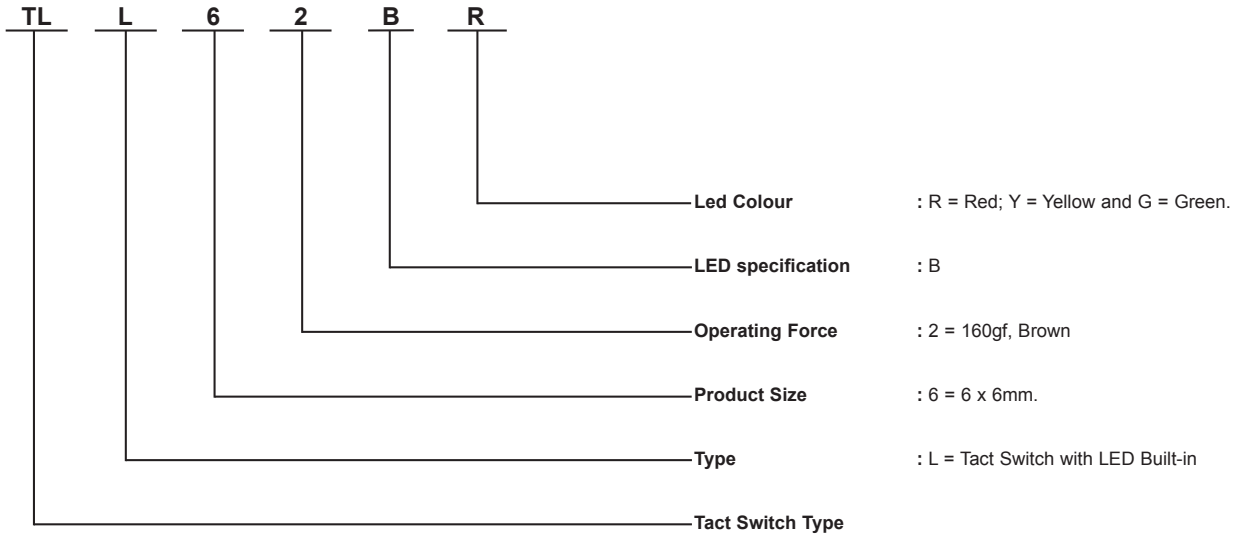 TL L 6 2 B R
Led Colour : R = Red; Y = Yellow and G = Green.
LED specification : B
Operating Force : 2 = 160gf, Brown
Product Size : 6 = 6 x 6mm.
Type : L = Tact Switch with LED Built-in
Tact Switch Type